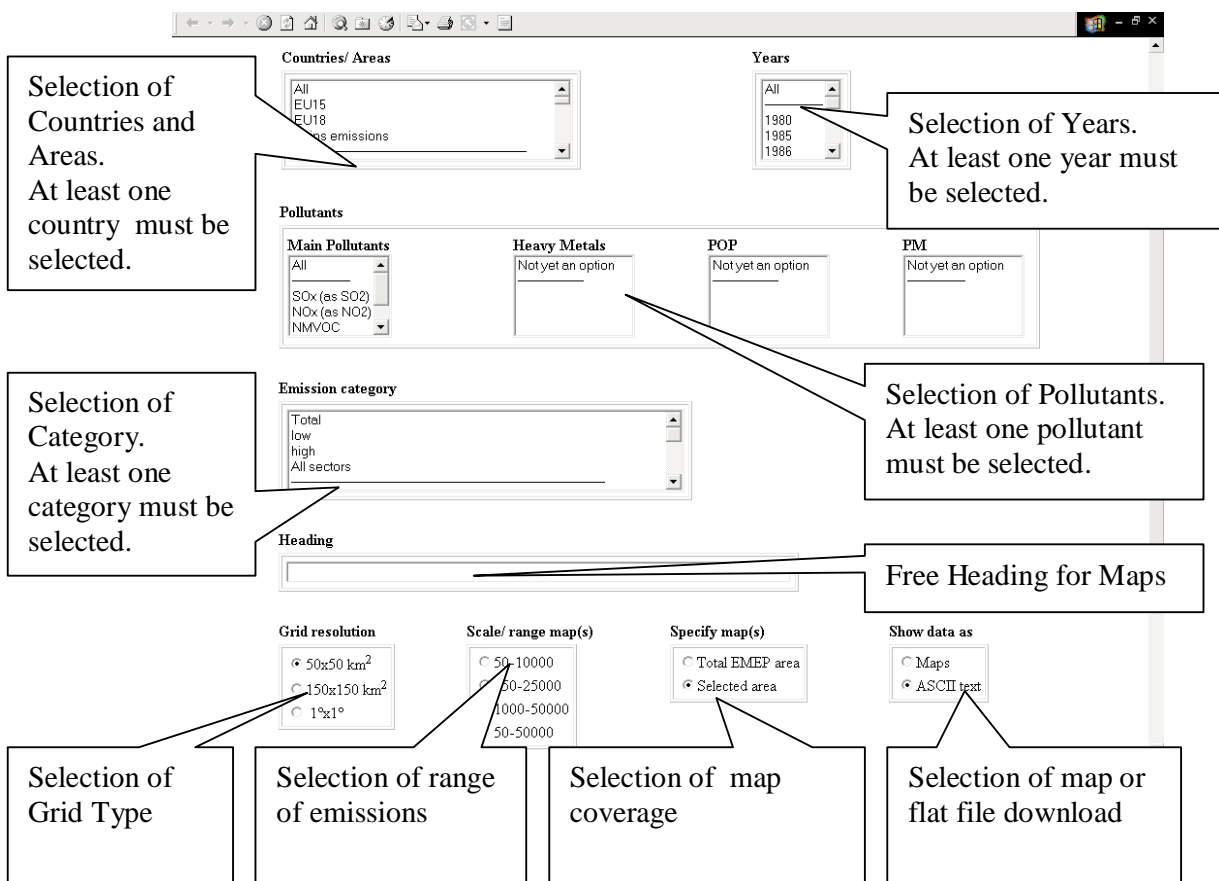 Countries/ Areas
Years
All
EU15
EU18
emissions
All
1980
1985
1986
Selection of
Countries and
Areas.
At least one
country must be
selected.
Selection of Years.
At least one year must
be selected.
Pollutants
Main Pollutants
Heavy Metals
POP
PM
All
SOx (as SO2)
NOx (as NO2)
NMVOC
Not yet an option
Not yet an option
Not yet an option
Selection of Pollutants.
At least one pollutant
must be selected.
Emission category
Total
low
high
All sectors
Selection of
Category.
At least one
category must be
selected.
Heading
Free Heading for Maps
Grid resolution
50x50 km2
150x150 km2
1ºx1º
Scale/ range map(s)
50-10000
50-25000
1000-50000
50-50000
Specify map(s)
Total EMEP area
Selected area
Show data as
Maps
ASCII text
Selection of
Grid Type
Selection of range
of emissions
Selection of map
coverage
Selection of map or
flat file download